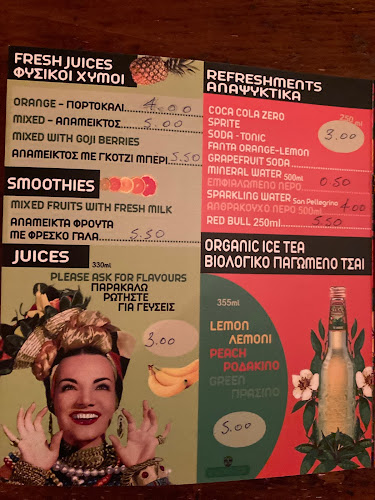 FRESH JUICES
ΦΥΣΙΚΟΙ ΧΥΜΟΙ
ORANGE - ΠΟΡΤΟΚΑΛΙ 4.00
MIXED - ΑΝΑΜΕΙΚΤΟΣ 5.00
MIXED WITH GOJI BERRIES
ΑΝΑΜΕΙΚΤΟΣ ΜΕ ΓΚΟΤΖΙ ΜΠΕΡΙ 5.50
SMOOTHIES
MIXED FRUITS WITH FRESH MILK
ΑΝΑΜΕΙΚΤΑ ΦΡΟΥΤΑ
ΜΕ ΦΡΕΣΚΟ ΓΑΛΑ 5.50
JUICES 330ml
PLEASE ASK FOR FLAVOURS
ΠΑΡΑΚΑΛΩ
ΡΩΤΗΣΤΕ
ΓΙΑ ΓΕΥΣΕΙΣ
3.00
REFRESHMENTS
ΑΝΑΨΥΚΤΙΚΑ
COCA COLA ZERO 250 ml
SPRITE
SODA - TONIC 3.00
FANTA ORANGE-LEMON
GRAPEFRUIT SODA
MINERAL WATER 500ml
ΕΜΦΙΑΛΩΜΕΝΟ ΝΕΡΟ 0.50
SPARKLING WATER San Pellegrino
ΑΝΘΡΑΚΟΥΧΟ ΝΕΡΟ 500ml 4.00
RED BULL 250ml 5.50
ORGANIC ICE TEA
ΒΙΟΛΟΓΙΚΟ ΠΑΓΩΜΕΝΟ ΤΣΑΙ
355ml
LEMON
ΛΕΜΟΝΙ
PEACH
ΡΟΔΑΚΙΝΟ
GREEN
ΠΡΑΣΙΝΟ
5.00